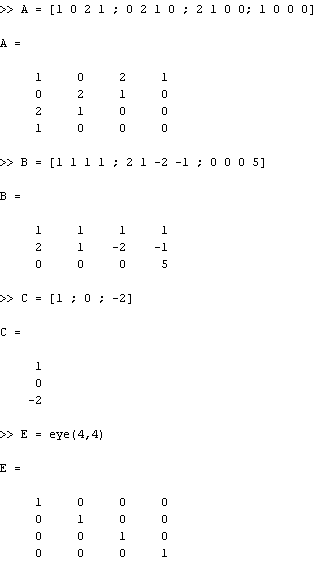 >> A = [1 0 2 1 ; 0 2 1 0 ; 2 1 0 0; 1 0 0 0]
A =
1 0 2 1
0 2 1 0
2 1 0 0
1 0 0 0
>> B = [1 1 1 1 ; 2 1 -2 -1 ; 0 0 0 5]
B =
1 1 1 1
2 1 -2 -1
0 0 0 5
>> C = [1 ; 0 ; -2]
C =
1
0
-2
>> E = eye(4,4)
E =
1 0 0 0
0 1 0 0
0 0 1 0
0 0 0 1